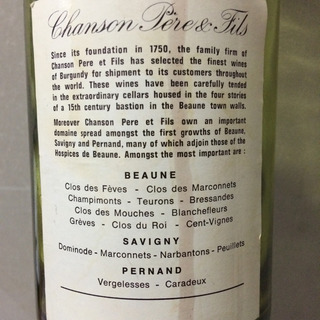 Chanson Père & Fils
Since its foundation in 1750, the family firm of
Chanson Pere et Fils has selected the finest wines
of Burgundy for shipment to its customers throughout
the world. These wines have been carefully tended
in the extraordinary cellars housed in the four stories
of a 15th century bastion in the Beaune town walls.
Moreover Chanson Pere et Fils own an important
domaine spread amongst the first growths of Beaune,
Savigny and Pernand, many of which adjoin those of the
Hospices de Beaune. Amongst the most important are :
BEAUNE
Clos des Fèves - Clos des Marconnets
Champimonts - Teurons - Bressandes
Clos des Mouches - Blanchefleurs
Grèves - Clos du Roi - Cent-Vignes
SAVIGNY
Dominode - Marconnets - Narbantons - Peuillets
PERNAND
Vergelesses - Caradeux